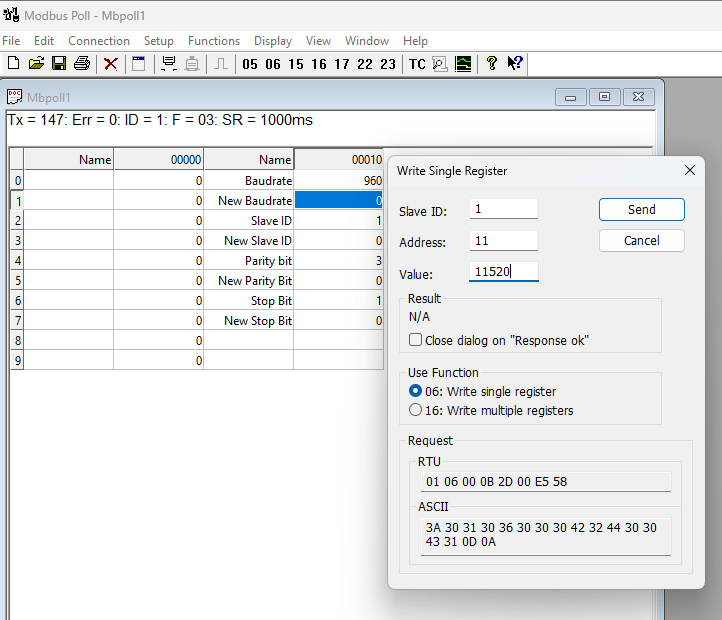 Modbus Poll - Mbpoll1
File Edit Connection Setup Functions Display View Window Help
05 06 15 16 17 22 23 TC
Mbpoll1
Tx = 147: Err = 0: ID = 1: F = 03: SR = 1000ms
Name 00000 Name 00010
0 0 Baudrate 960
1 0 New Baudrate 0
2 0 Slave ID 1
3 0 New Slave ID 0
4 0 Parity bit 3
5 0 New Parity Bit 0
6 0 Stop Bit 1
7 0 New Stop Bit 0
8 0
9 0
Write Single Register
Slave ID: 1
Send
Address: 11
Cancel
Value: 11520
Result
N/A
Close dialog on "Response ok"
Use Function
06: Write single register
16: Write multiple registers
Request
RTU
01 06 00 0B 2D 00 E5 58
ASCII
3A 30 31 30 36 30 30 30 42 32 44 30 30
43 31 0D 0A